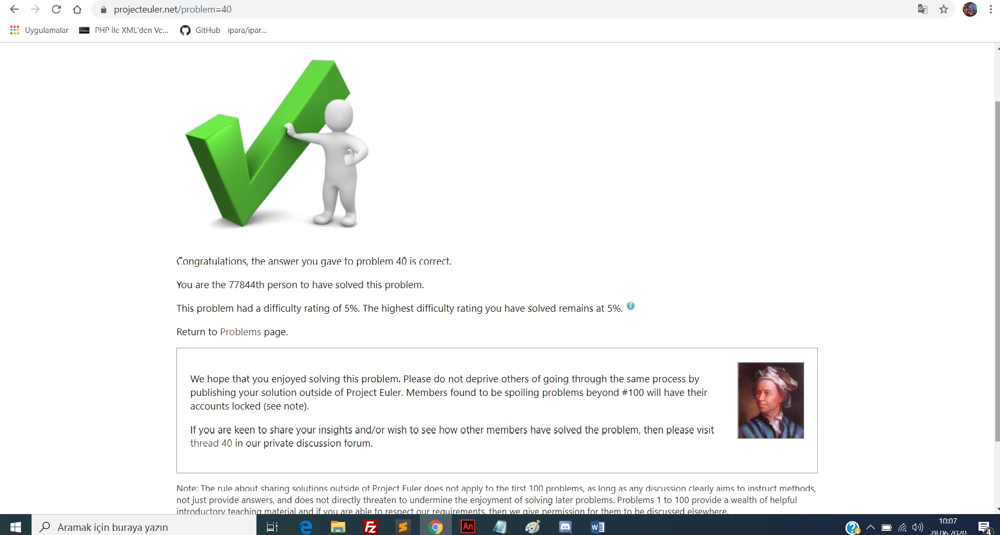 projecteuler.net/problem=40
Uygulamalar PHP İle XML'den Ve... GitHub ipara/ipar...
Congratulations, the answer you gave to problem 40 is correct.
You are the 77844th person to have solved this problem.
This problem had a difficulty rating of 5%. The highest difficulty rating you have solved remains at 5%.
Return to Problems page.
We hope that you enjoyed solving this problem. Please do not deprive others of going through the same process by
publishing your solution outside of Project Euler. Members found to be spoiling problems beyond #100 will have their
accounts locked (see note).
If you are keen to share your insights and/or wish to see how other members have solved the problem, then please visit
thread 40 in our private discussion forum.
Note: The rule about sharing solutions outside of Project Euler does not apply to the first 100 problems, as long as any discussion clearly aims to instruct methods,
not just provide answers, and does not directly threaten to undermine the enjoyment of solving later problems. Problems 1 to 100 provide a wealth of helpful
introductory teaching material and if you are able to respect our requirements, then we give permission for them to be discussed elsewhere.
Aramak için buraya yazın
Fz
An
W
10:07
28.06.2020
4